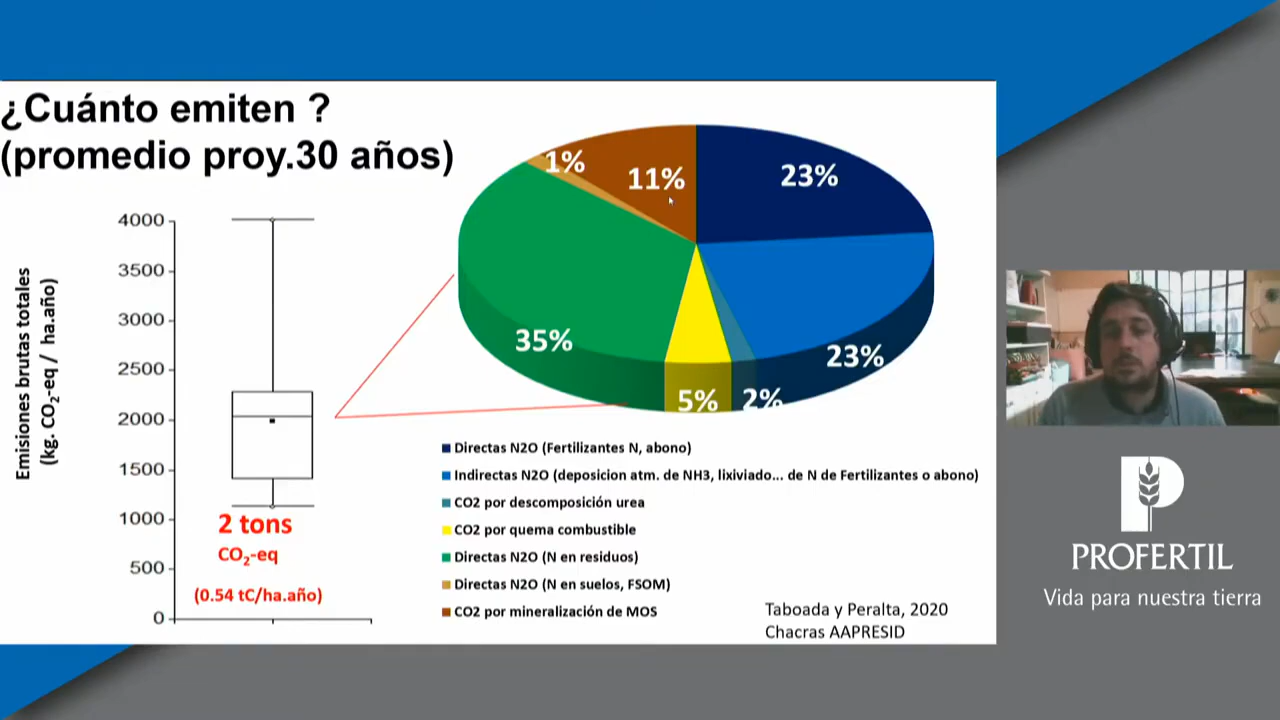 ¿Cuánto emiten ?
(promedio proy.30 años)
Emisiones brutas totales
(kg. CO₂-eq / ha.año)
4000
3500
3000
2500
2000
1500
1000
500
0
2 tons
CO₂-eq
(0.54 tC/ha.año)
1%
11%
23%
35%
23%
5%
2%
Directas N2O (Fertilizantes N, abono)
Indirectas N2O (deposicion atm. de NH3, lixiviado... de N de Fertilizantes o abono)
CO2 por descomposición urea
CO2 por quema combustible
Directas N2O (N en residuos)
Directas N2O (N en suelos, FSOM)
CO2 por mineralización de MOS
Taboada y Peralta, 2020
Chacras AAPRESID
PROFERTIL
Vida para nuestra tierra